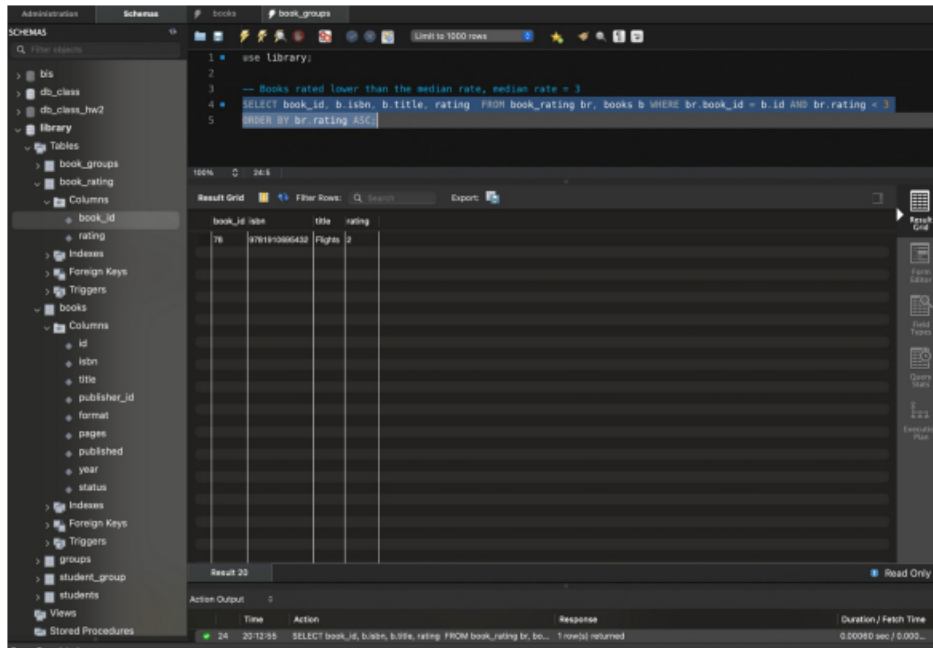 Administration Schemas
books book_groups
SCHEMAS
Filter objects
bis
db_class
db_class_hw2
library
Tables
book_groups
book_rating
Columns
book_id
rating
Indexes
Foreign Keys
Triggers
books
Columns
id
isbn
title
publisher_id
format
pages
published
year
status
Indexes
Foreign Keys
Triggers
groups
student_group
students
Views
Stored Procedures
Limit to 1000 rows
1 use library;
2
3 -- Books rated lower than the median rate, median rate = 3
4 SELECT book_id, b.isbn, b.title, rating FROM book_rating br, books b WHERE br.book_id = b.id AND br.rating < 3
5 ORDER BY br.rating ASC;
100% 24:5
Result Grid Filter Rows: Search Export:
book_id isbn title rating
78 9781910695432 Flights 2
Result Grid
Form Editor
Field Types
Query Stats
Execution Plan
Result 20 Read Only
Action Output
Time Action Response Duration / Fetch Time
24 20:12:55 SELECT book_id, b.isbn, b.title, rating FROM book_rating br, bo... 1 row(s) returned 0.00060 sec / 0.000...